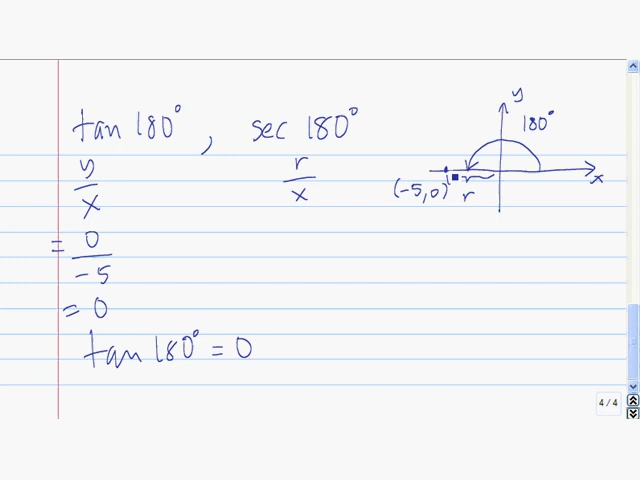 tan 180°, sec 180°
y/x
r/x
= 0/-5
= 0
tan 180° = 0
y
180°
x
(-5,0)
r
4/4